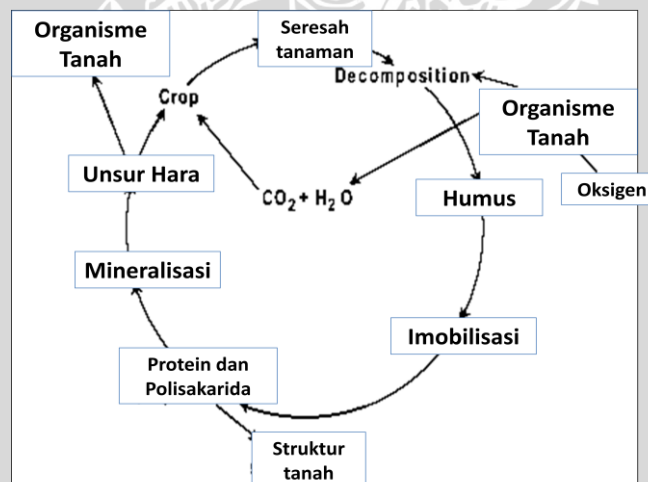 Organisme
Tanah
Seresah
tanaman
Decomposition
Crop
Organisme
Tanah
Unsur Hara
CO₂ + H₂O
Humus
Oksigen
Mineralisasi
Imobilisasi
Protein dan
Polisakarida
Struktur
tanah